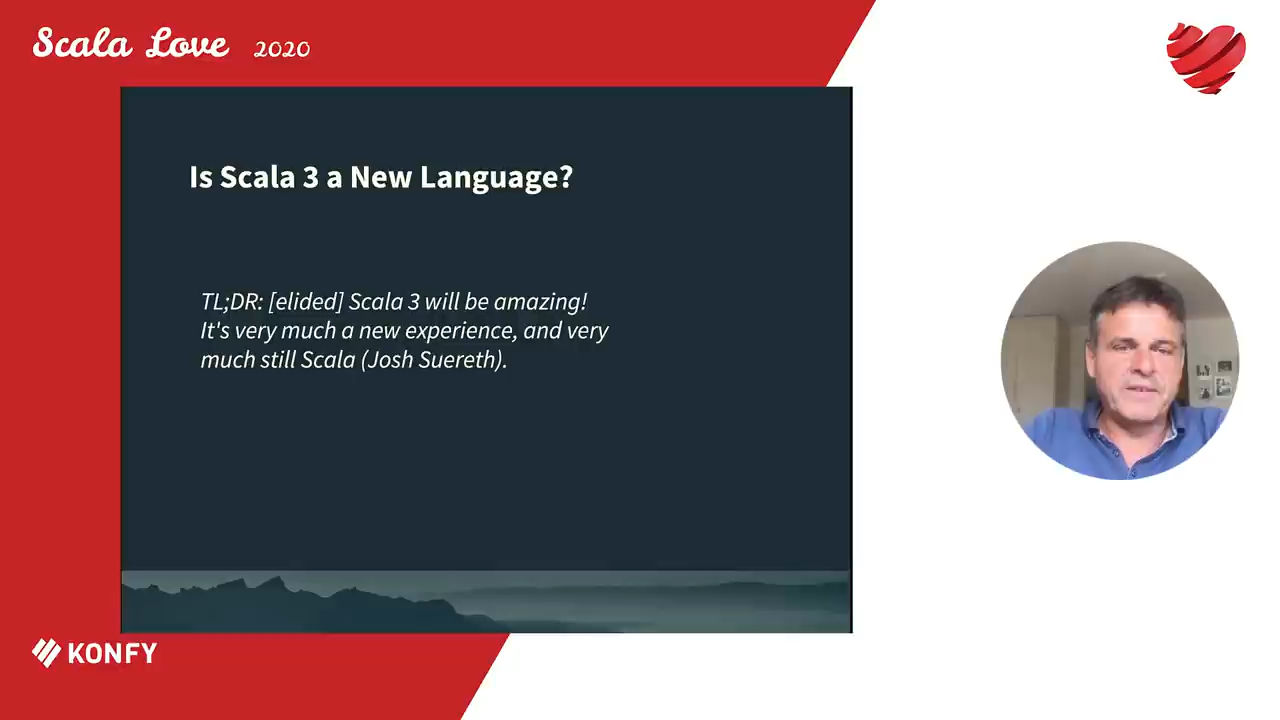 Scala Love 2020
Is Scala 3 a New Language?
TL;DR: [elided] Scala 3 will be amazing!
It's very much a new experience, and very
much still Scala (Josh Suereth).
KONFY